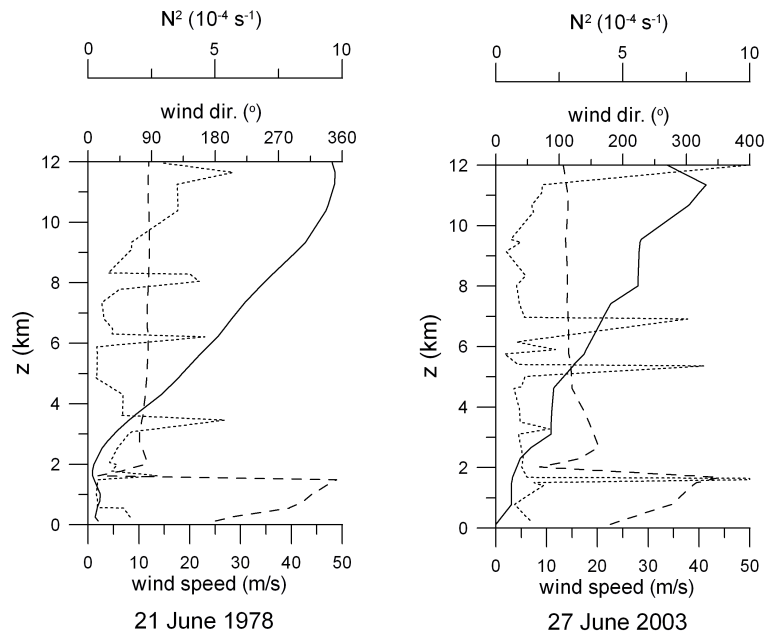 N² (10⁻⁴ s⁻¹)
0 5 10
wind dir. (º)
0 90 180 270 360
12
10
8
6
4
2
0
z (km)
0 10 20 30 40 50
wind speed (m/s)
21 June 1978
N² (10⁻⁴ s⁻¹)
0 5 10
wind dir. (º)
0 100 200 300 400
12
10
8
6
4
2
0
z (km)
0 10 20 30 40 50
wind speed (m/s)
27 June 2003